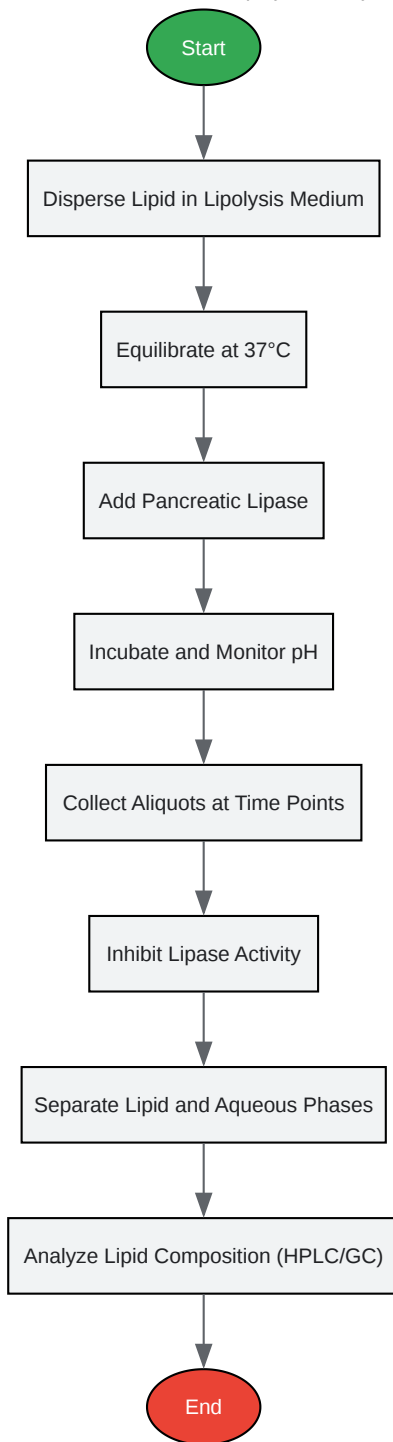 Start
Disperse Lipid in Lipolysis Medium
Equilibrate at 37°C
Add Pancreatic Lipase
Incubate and Monitor pH
Collect Aliquots at Time Points
Inhibit Lipase Activity
Separate Lipid and Aqueous Phases
Analyze Lipid Composition (HPLC/GC)
End